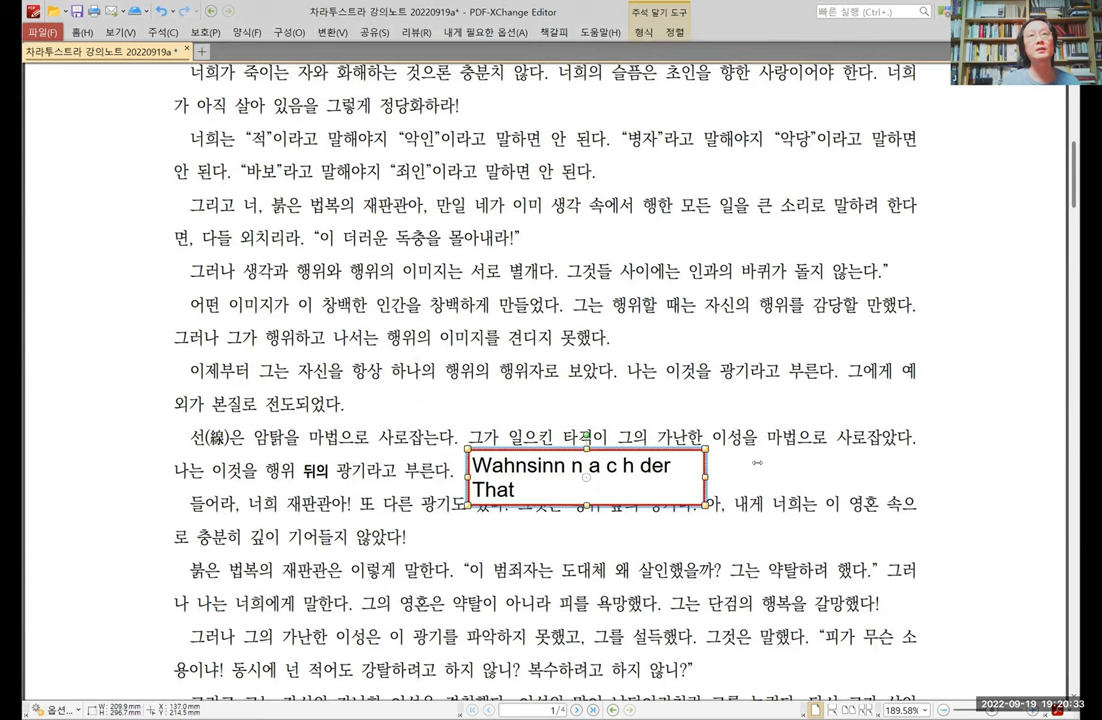 차라투스트라 강의노트 20220919a* - PDF-XChange Editor
주석 달기 도구
빠른 실행 (Ctrl+.)
파일(F) 홈(H) 보기(V) 주석(C) 보호(P) 양식(F) 구성(O) 변환(V) 공유(S) 리뷰(R) 내게 필요한 옵션(A) 책갈피 도움말(H) 형식 정렬
차라투스트라 강의노트 20220919a *
너희가 죽이는 자와 화해하는 것으론 충분치 않다. 너희의 슬픔은 초인을 향한 사랑이어야 한다. 너희
가 아직 살아 있음을 그렇게 정당화하라!
너희는 “적”이라고 말해야지 “악인”이라고 말하면 안 된다. “병자”라고 말해야지 “악당”이라고 말하면
안 된다. “바보”라고 말해야지 “죄인”이라고 말하면 안 된다.
그리고 너, 붉은 법복의 재판관아, 만일 네가 이미 생각 속에서 행한 모든 일을 큰 소리로 말하려 한다
면, 다들 외치리라. “이 더러운 독충을 몰아내라!”
그러나 생각과 행위와 행위의 이미지는 서로 별개다. 그것들 사이에는 인과의 바퀴가 돌지 않는다.”
어떤 이미지가 이 창백한 인간을 창백하게 만들었다. 그는 행위할 때는 자신의 행위를 감당할 만했다.
그러나 그가 행위하고 나서는 행위의 이미지를 견디지 못했다.
이제부터 그는 자신을 항상 하나의 행위의 행위자로 보았다. 나는 이것을 광기라고 부른다. 그에게 예
외가 본질로 전도되었다.
선(線)은 암탉을 마법으로 사로잡는다. 그가 일으킨 타격이 그의 가난한 이성을 마법으로 사로잡았다.
나는 이것을 행위 뒤의 광기라고 부른다.
Wahnsinn n a c h der
That
들어라, 너희 재판관아! 또 다른 광기도 아, 내게 너희는 이 영혼 속으
로 충분히 깊이 기어들지 않았다!
붉은 법복의 재판관은 이렇게 말한다. “이 범죄자는 도대체 왜 살인했을까? 그는 약탈하려 했다.” 그러
나 나는 너희에게 말한다. 그의 영혼은 약탈이 아니라 피를 욕망했다. 그는 단검의 행복을 갈망했다!
그러나 그의 가난한 이성은 이 광기를 파악하지 못했고, 그를 설득했다. 그것은 말했다. “피가 무슨 소
용이냐! 동시에 넌 적어도 강탈하려고 하지 않니? 복수하려고 하지 않니?”
옵션... W: 209.9mm H: 296.7mm X: 137.0mm Y: 214.5mm 1/4 189.58%
2022-09-19 19:20:33